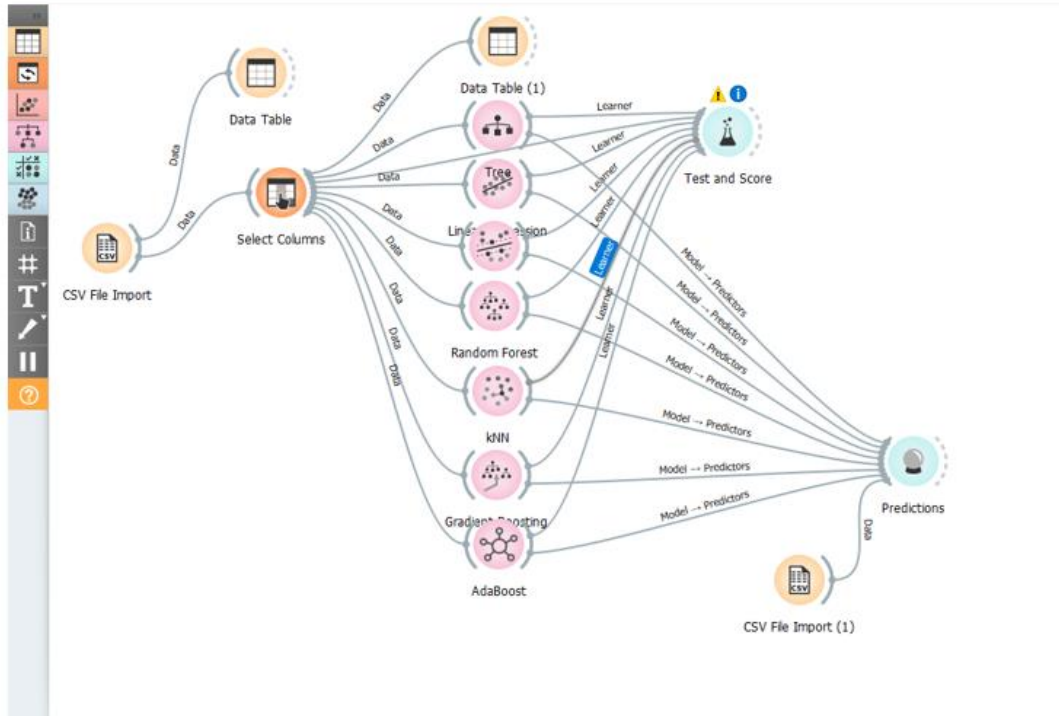 Data Table
Data Table (1)
Test and Score
Select Columns
CSV File Import
Tree
Random Forest
kNN
AdaBoost
Predictions
CSV File Import (1)
Data
Data
Data
Data
Data
Data
Data
Data
Data
Data
Learner
Learner
Learner
Learner
Learner
Learner
Learner
Model → Predictors
Model → Predictors
Model → Predictors
Model → Predictors
Model → Predictors
Model → Predictors
Model → Predictors
Data
CSV
CSV
T